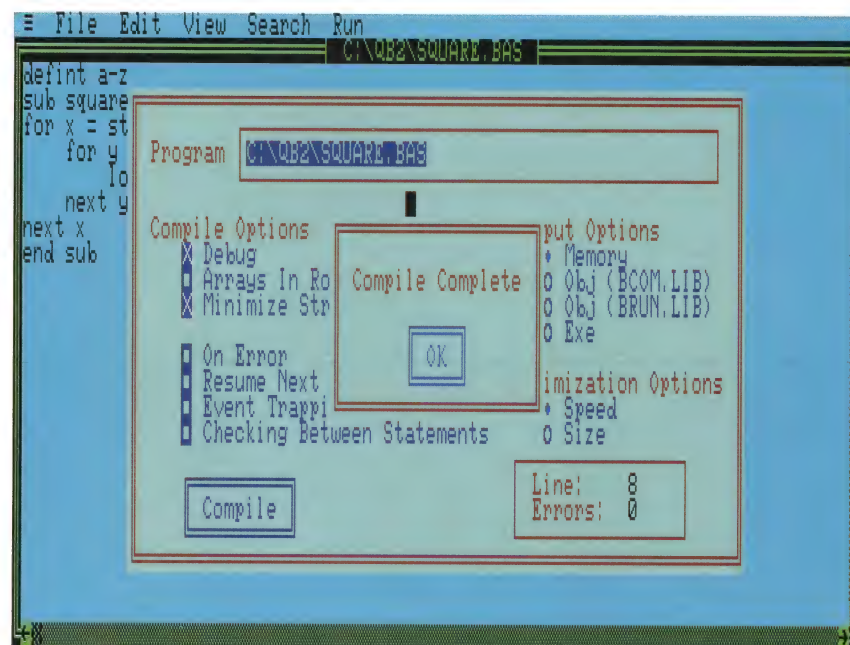 ≡ File Edit View Search Run
C:\QB2\SQUARE.BAS
defint a-z
sub square
for x = st
for y
lo
next y
next x
end sub
Program C:\QB2\SQUARE.BAS
Compile Options
X Debug
Arrays In Ro
X Minimize Str
On Error
Resume Next
Event Trappi
Checking Between Statements
Compile Complete
OK
put Options
Memory
Obj (BCOM.LIB)
Obj (BRUN.LIB)
Exe
imization Options
Speed
Size
Compile
Line: 8
Errors: 0